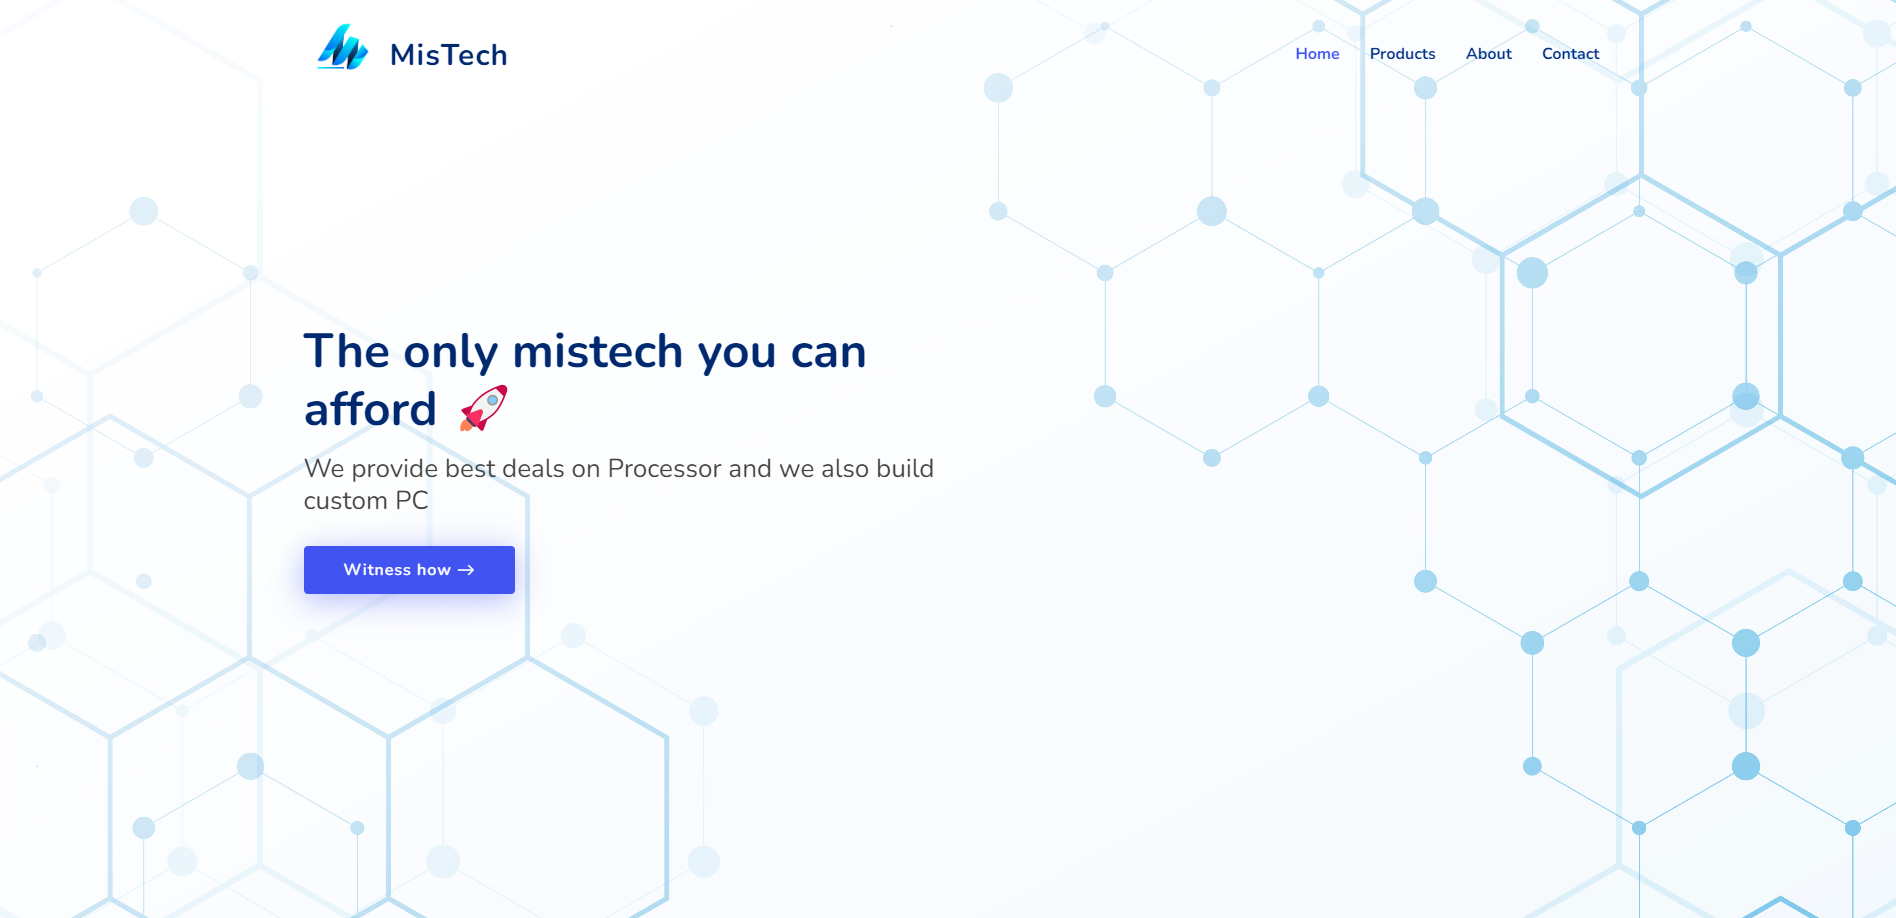 MisTech
Home Products About Contact
The only mistech you can
afford 🚀
We provide best deals on Processor and we also build
custom PC
Witness how →